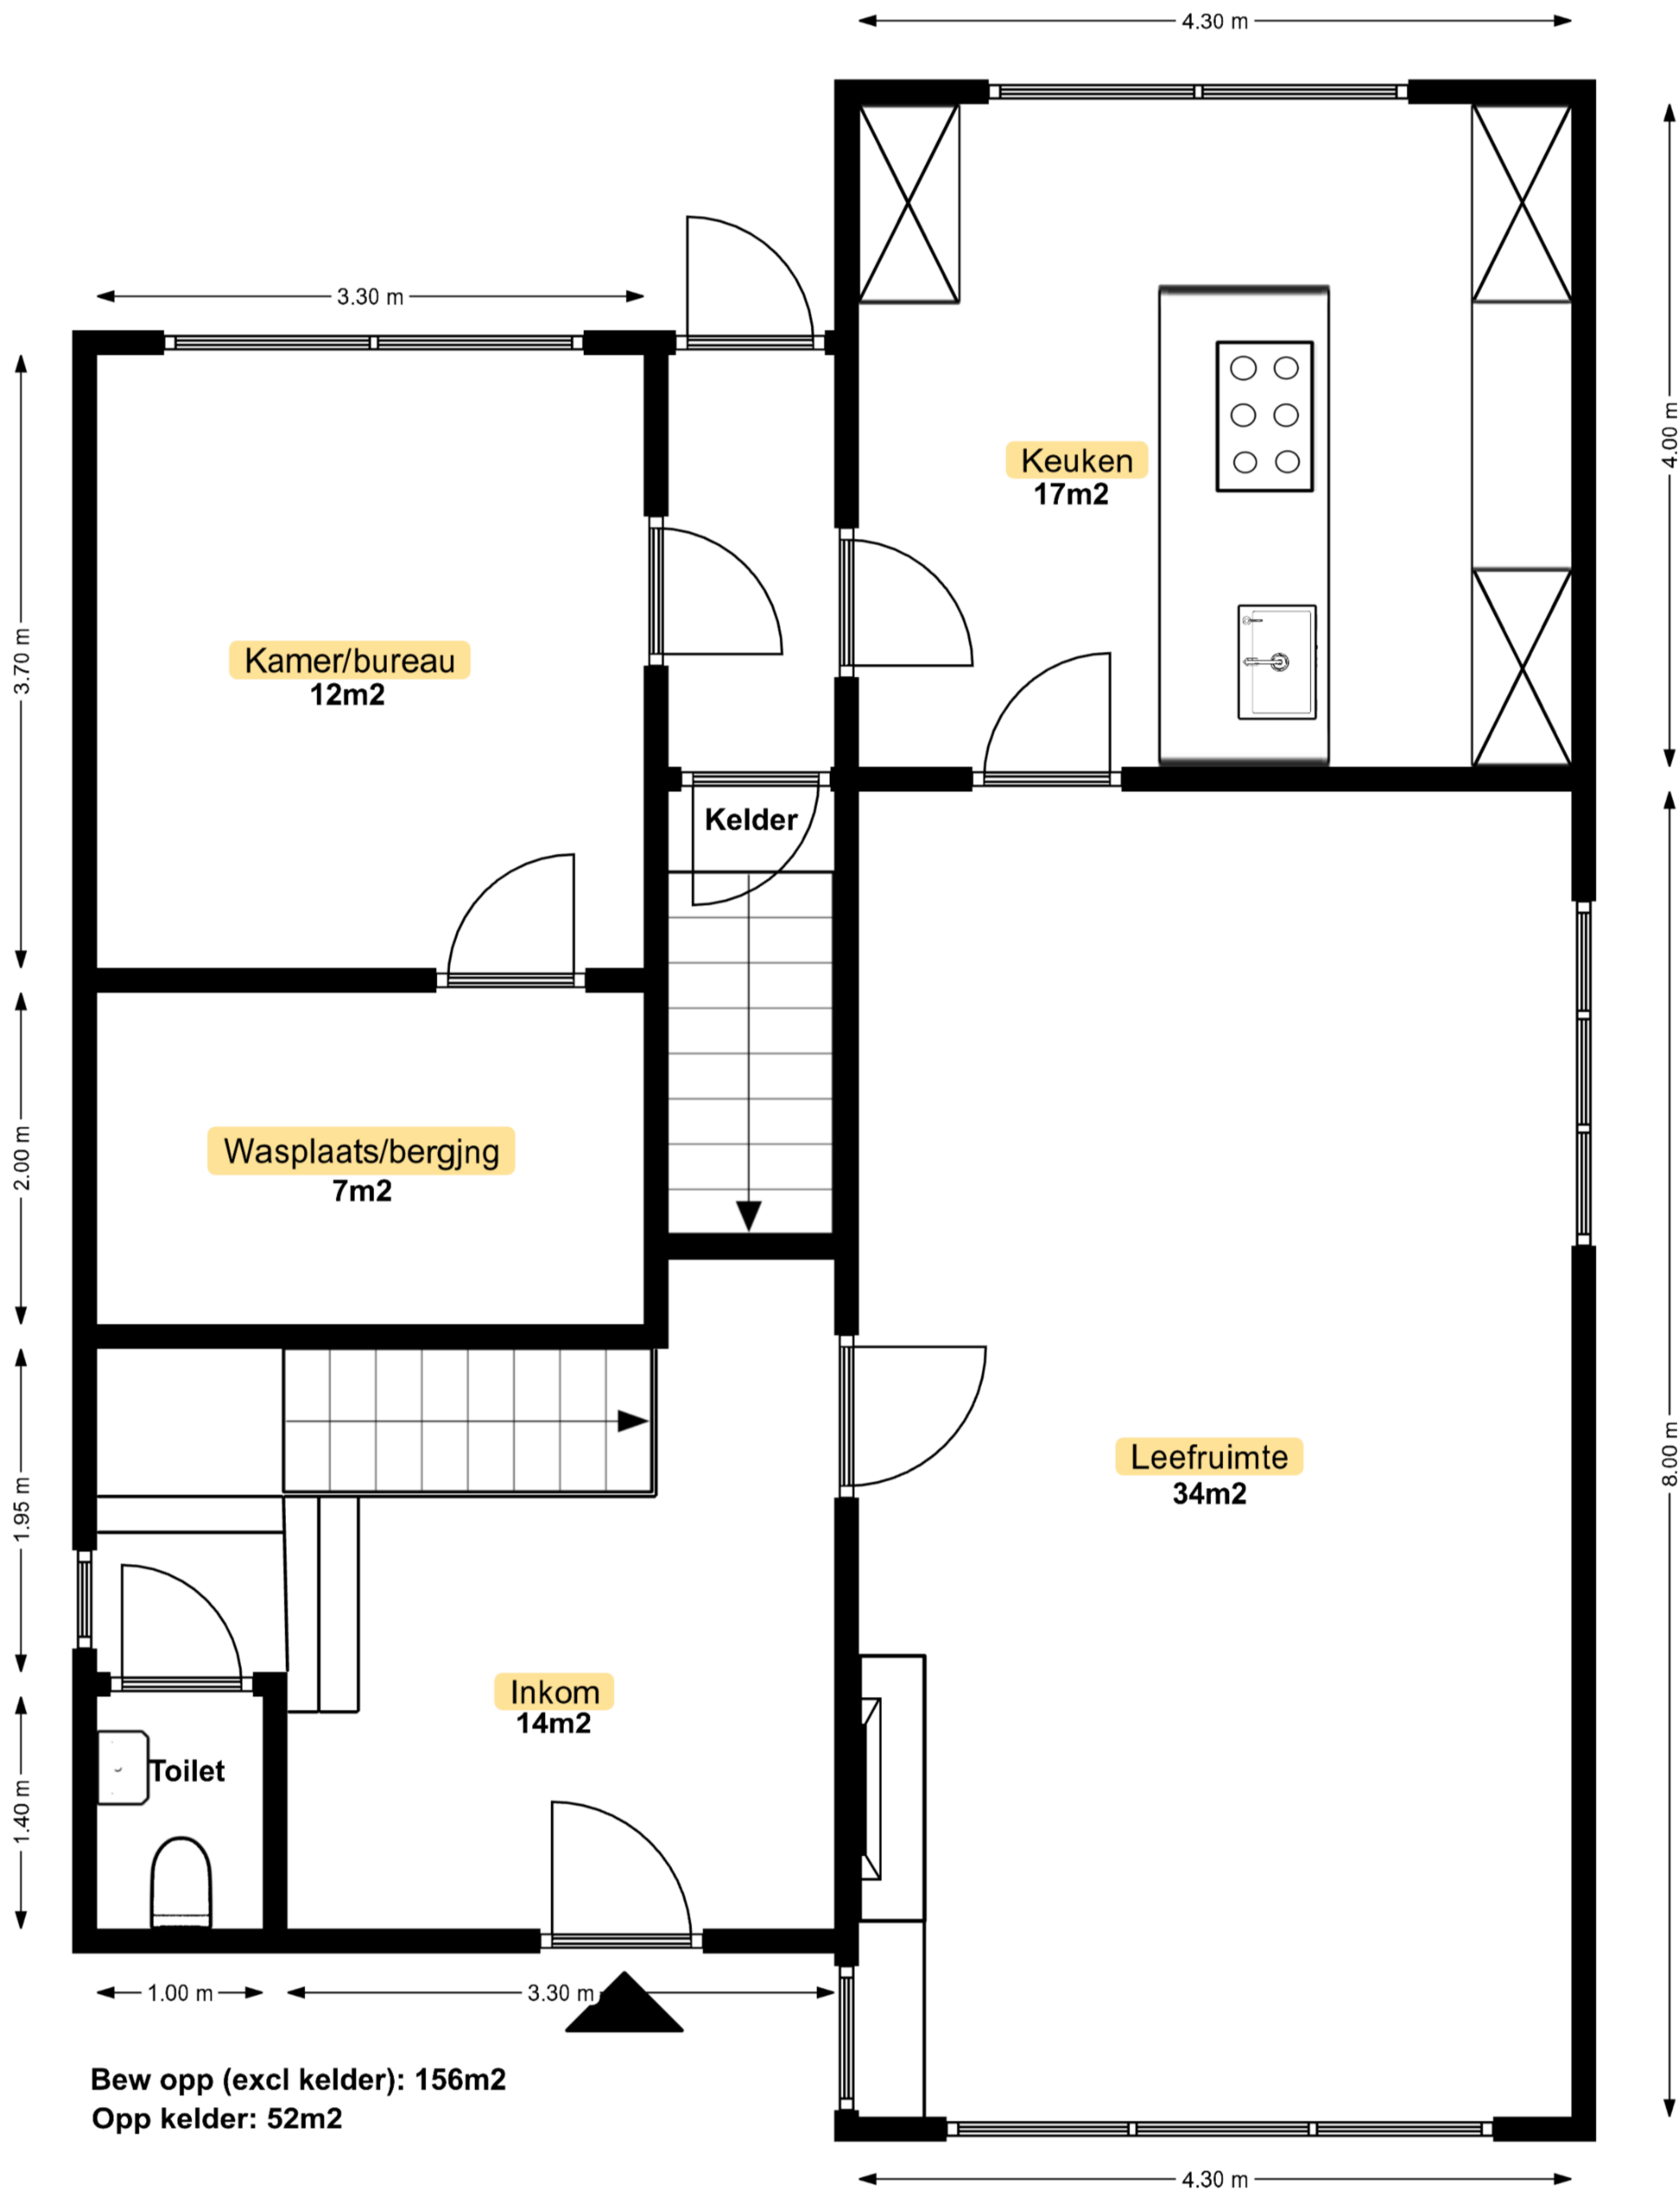 4.30 m
3.30 m
4.00 m
Keuken
17m2
3.70 m
Kamer/bureau
12m2
Kelder
2.00 m
Wasplaats/bergjng
7m2
8.00 m
Leefruimte
34m2
1.95 m
Inkom
14m2
1.40 m
Toilet
1.00 m
3.30 m
Bew opp (excl kelder): 156m2
Opp kelder: 52m2
4.30 m